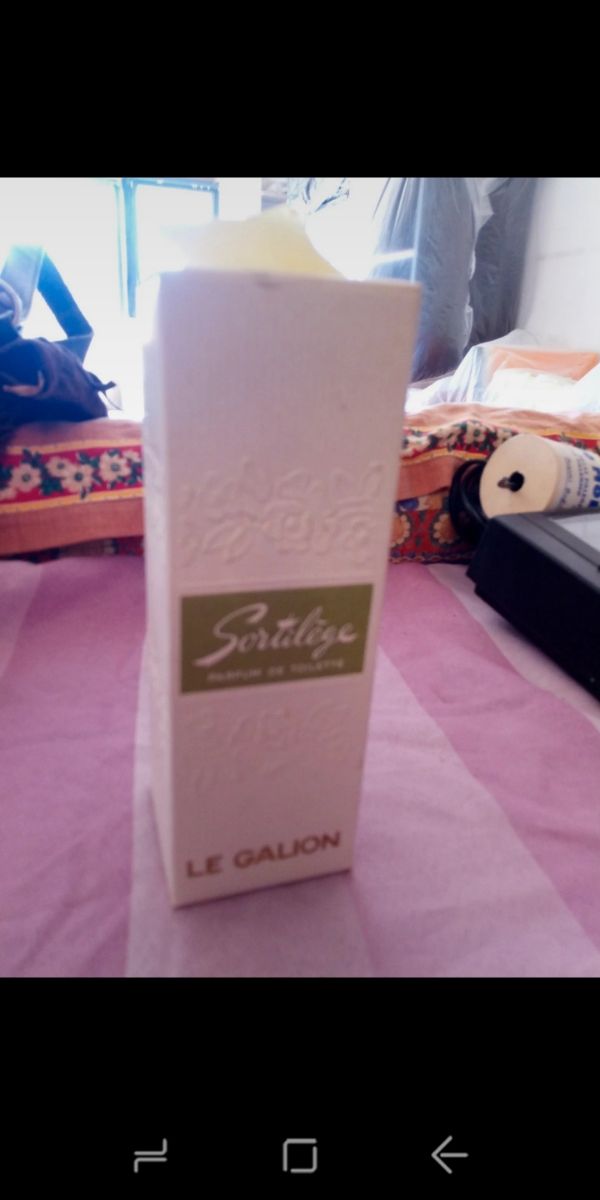 Sortilège
PARFUM DE TOILETTE
LE GALION